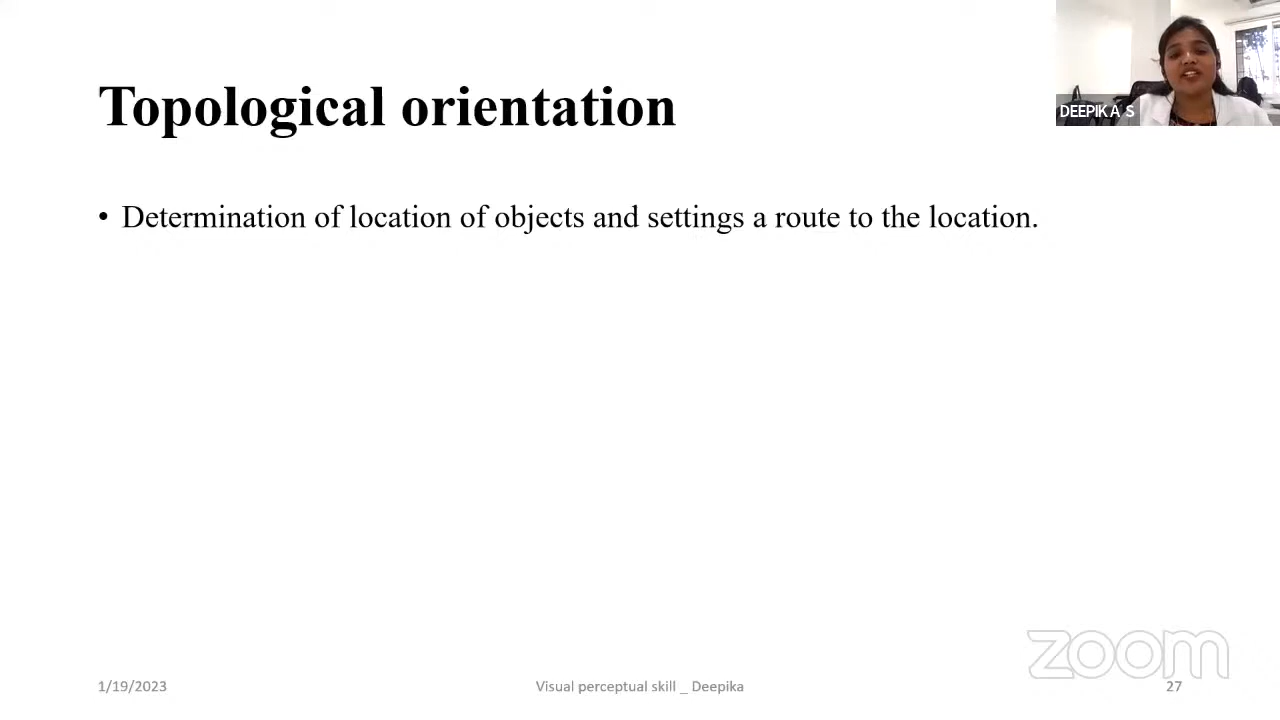 DEEPIKA S
Topological orientation
• Determination of location of objects and settings a route to the location.
zoom
1/19/2023
Visual perceptual skill _ Deepika
27